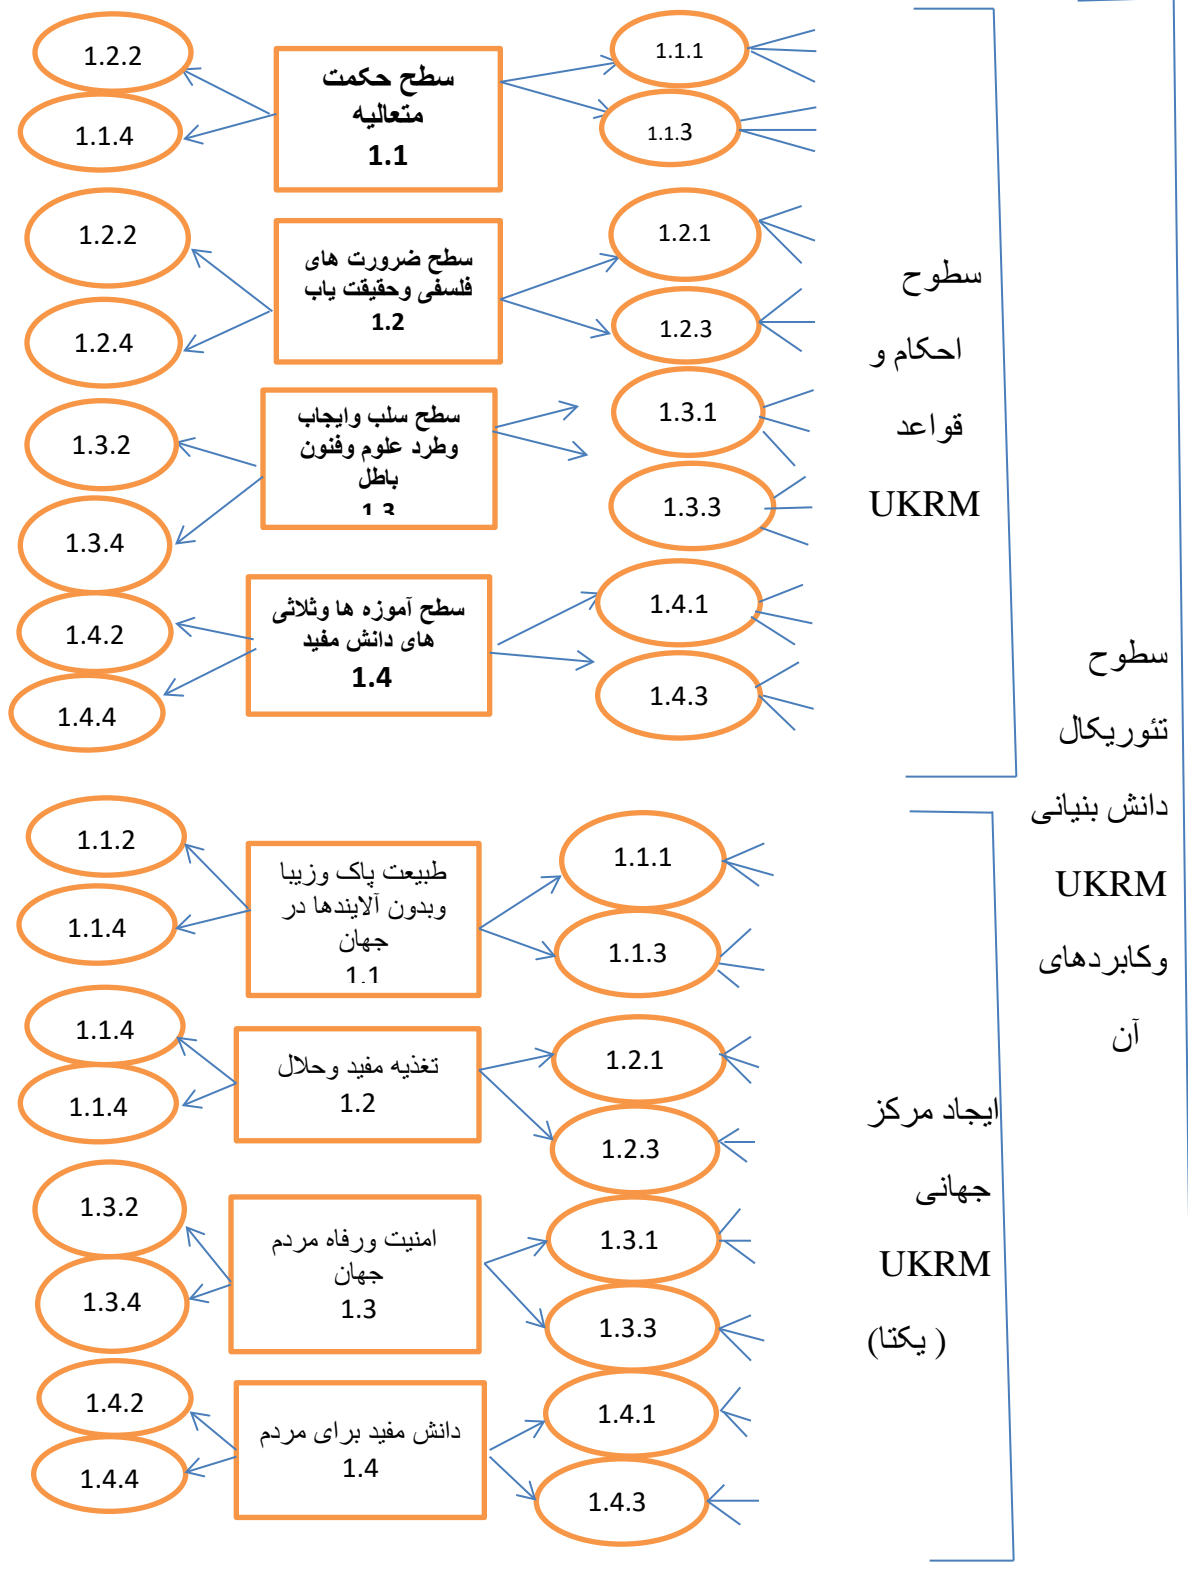 سطوح
تئوریکال
دانش بنیانی
UKRM
وکابردهای
آن
سطوح
احکام و
قواعد
UKRM
1.1.1
1.1.3
سطح حکمت
متعالیه
1.1
1.2.2
1.1.4
1.2.1
1.2.3
سطح ضرورت های
فلسفی وحقیقت یاب
1.2
1.2.2
1.2.4
1.3.1
1.3.3
سطح سلب وایجاب
وطرد علوم وفنون
باطل
1.3
1.3.2
1.3.4
1.4.1
1.4.3
سطح آموزه ها وثلاثی
های دانش مفید
1.4
1.4.2
1.4.4
ایجاد مرکز
جهانی
UKRM
( یکتا)
1.1.1
1.1.3
طبیعت پاک وزیبا
وبدون آلایندها در
جهان
1.1
1.1.2
1.1.4
1.2.1
1.2.3
تغذیه مفید وحلال
1.2
1.1.4
1.1.4
1.3.1
1.3.3
امنیت ورفاه مردم
جهان
1.3
1.3.2
1.3.4
1.4.1
1.4.3
دانش مفید برای مردم
1.4
1.4.2
1.4.4